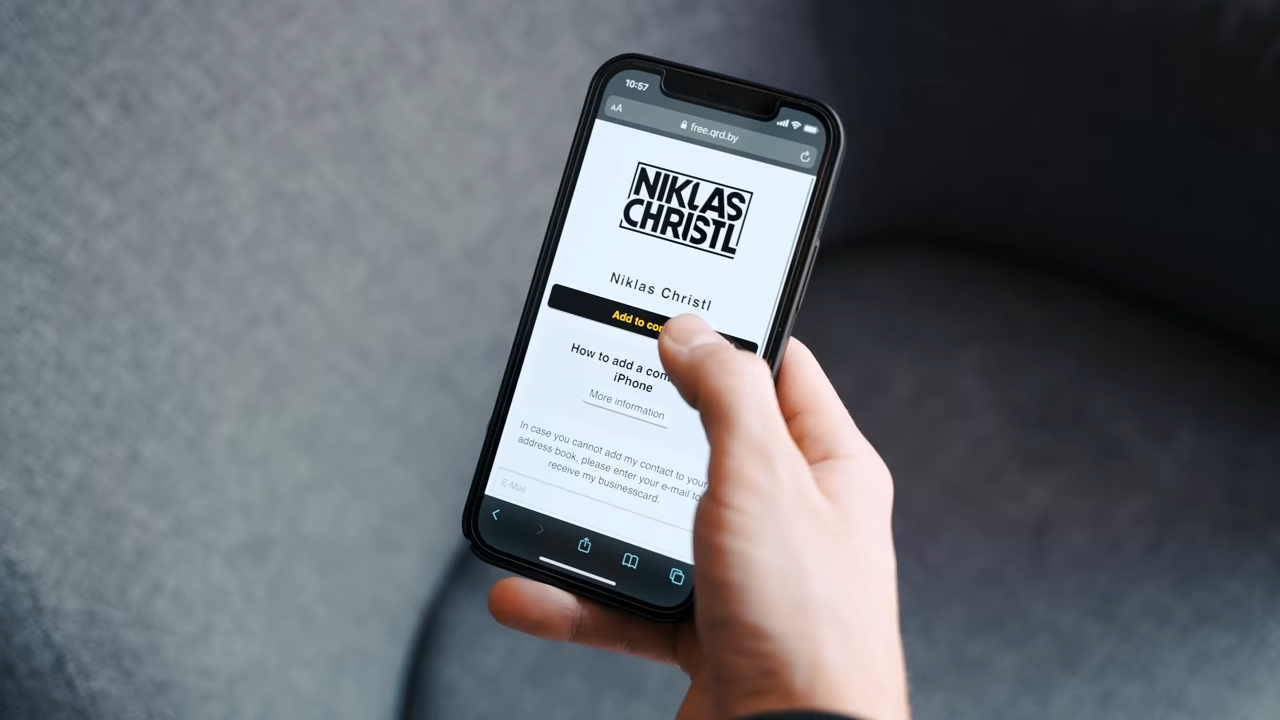 10:57
AA
free.qrd.by
NIKLAS
CHRISTL
Niklas Christl
Add to
How to add a
iPhone
More information
In case you cannot add my contact to your
address book, please enter your e-mail to
receive my businesscard.
E-Mail